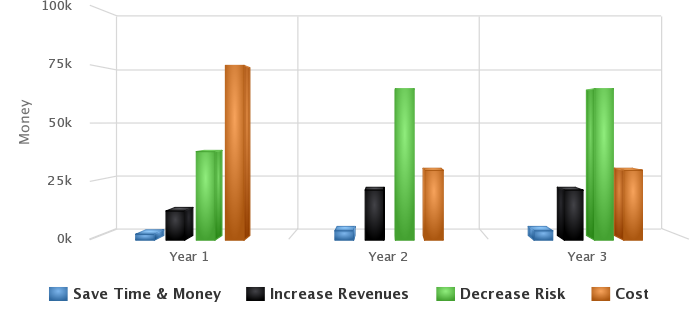 100k
75k
50k
25k
0k
Money
Year 1 Year 2 Year 3
Save Time & Money Increase Revenues Decrease Risk Cost